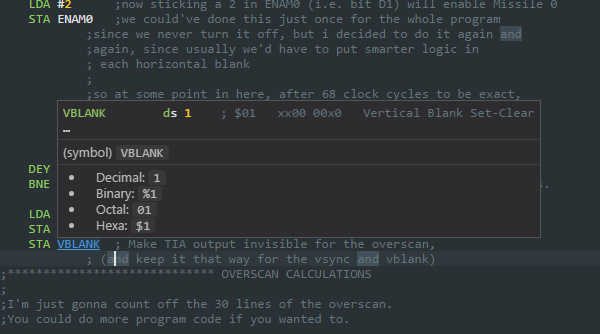 LDA #2 ;now sticking a 2 in ENAM0 (i.e. bit D1) will enable Missile 0
STA ENAM0 ;we could've done this just once for the whole program
;since we never turn it off, but i decided to do it again and
;again, since usually we'd have to put smarter logic in
; each horizontal blank
;
;so at some point in here, after 68 clock cycles to be exact,
VBLANK ds 1 ; $01 xx00 00x0 Vertical Blank Set-Clear
…
(symbol) VBLANK
• Decimal: 1
• Binary: %1
• Octal: 01
• Hexa: $1
DEY
BNE s.
LDA
STA
STA VBLANK ; Make TIA output invisible for the overscan,
; (and keep it that way for the vsync and vblank)
;*************************** OVERSCAN CALCULATIONS
;
;I'm just gonna count off the 30 lines of the overscan.
;You could do more program code if you wanted to.